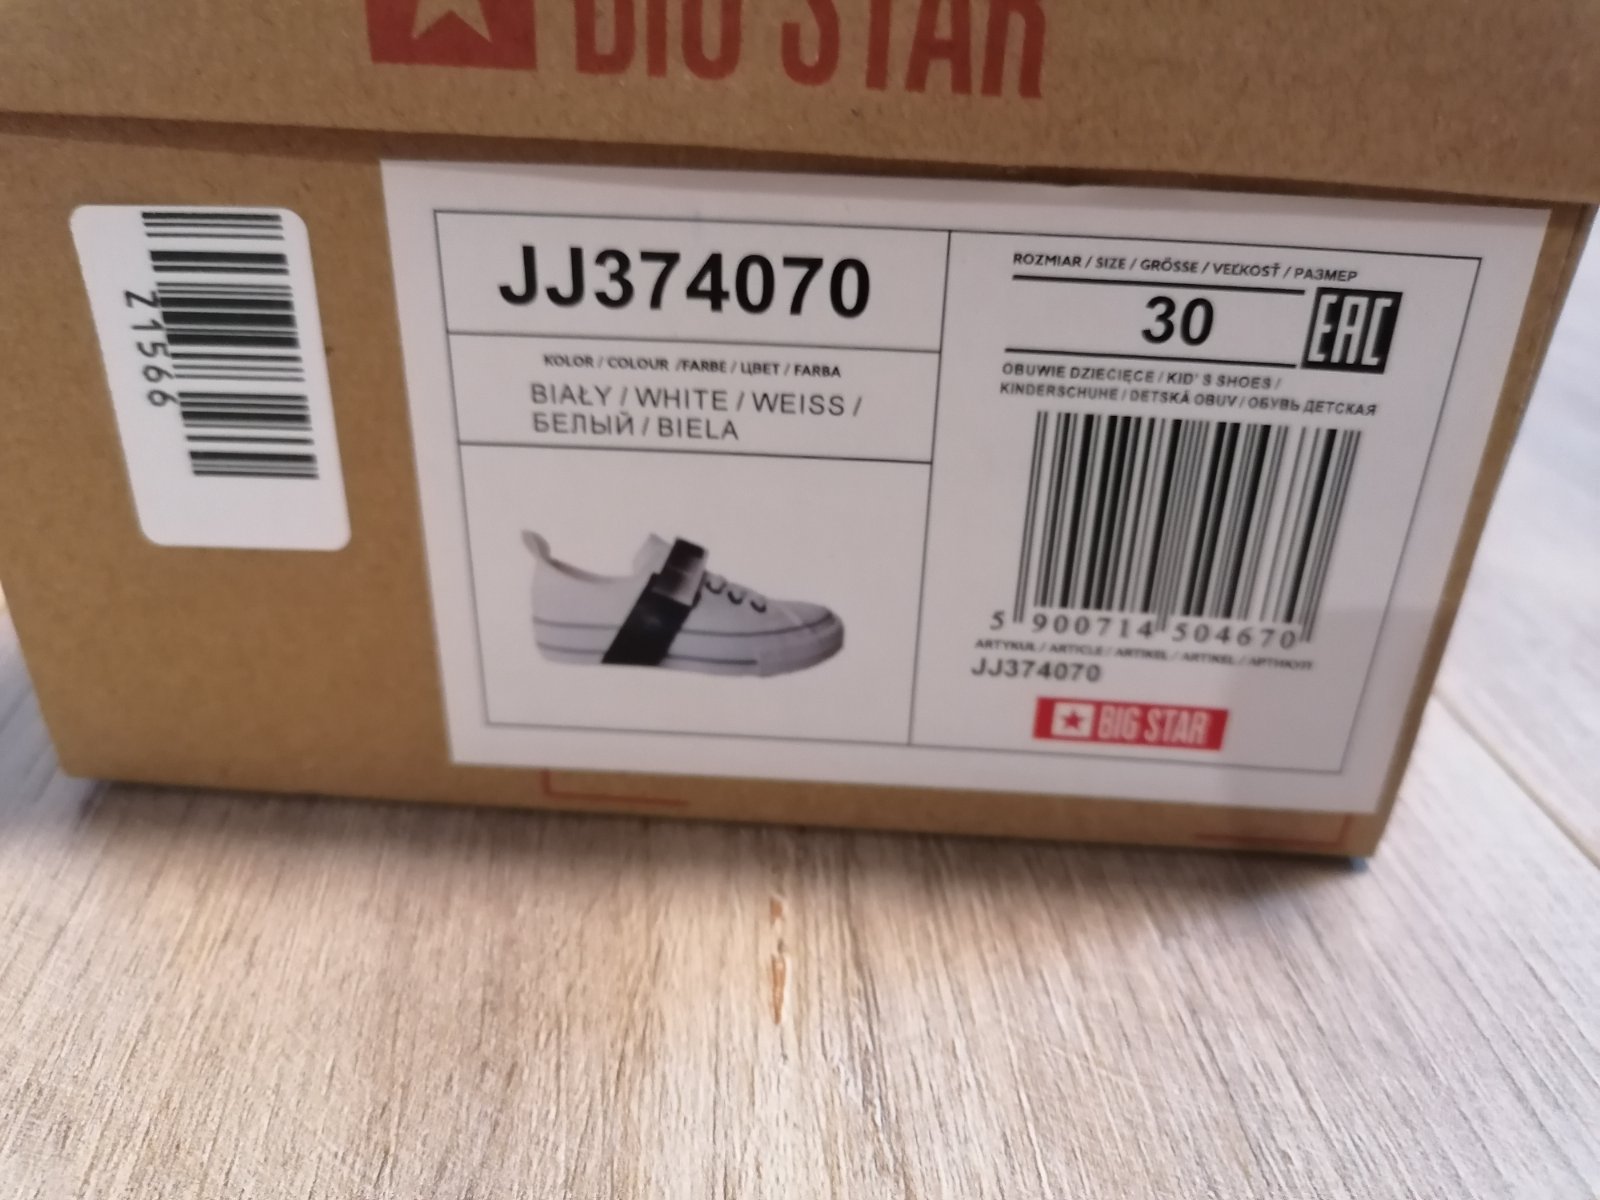 BIG STAR
21566
JJ374070
KOLOR / COLOUR /FARBE / ЦВЕТ / FARBA
BIAŁY / WHITE / WEISS /
БЕЛЫЙ / BIELA
ROZMIAR / SIZE / GRÖSSE / VEĽKOSŤ / РАЗМЕР
30
EAC
OBUWIE DZIECIĘCE / KID' S SHOES /
KINDERSCHUHE / DETSKÁ OBUV / ОБУВЬ ДЕТСКАЯ
5 900714 504670
ARTYKUŁ / ARTICLE / ARTIKEL / ARTIKEL / АРТИКУЛ
JJ374070
BIG STAR